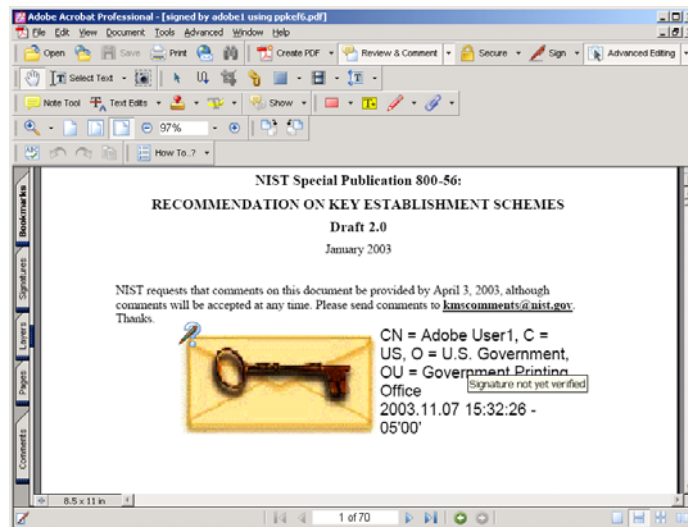 Adobe Acrobat Professional - [signed by adobe1 using ppkef6.pdf]
File Edit View Document Tools Advanced Window Help
Open Save Print Create PDF Review & Comment Secure Sign Advanced Editing
Select Text
Note Tool Text Edits Show
97%
How To..?
Bookmarks
Signatures
Layers
Pages
Comments
NIST Special Publication 800-56:
RECOMMENDATION ON KEY ESTABLISHMENT SCHEMES
Draft 2.0
January 2003
NIST requests that comments on this document be provided by April 3, 2003, although
comments will be accepted at any time. Please send comments to kmscomments@nist.gov.
Thanks.
CN = Adobe User1, C =
US, O = U.S. Government,
OU = Government Printing
Signature not yet verified
Office
2003.11.07 15:32:26 -
05'00'
8.5 x 11 in
1 of 70